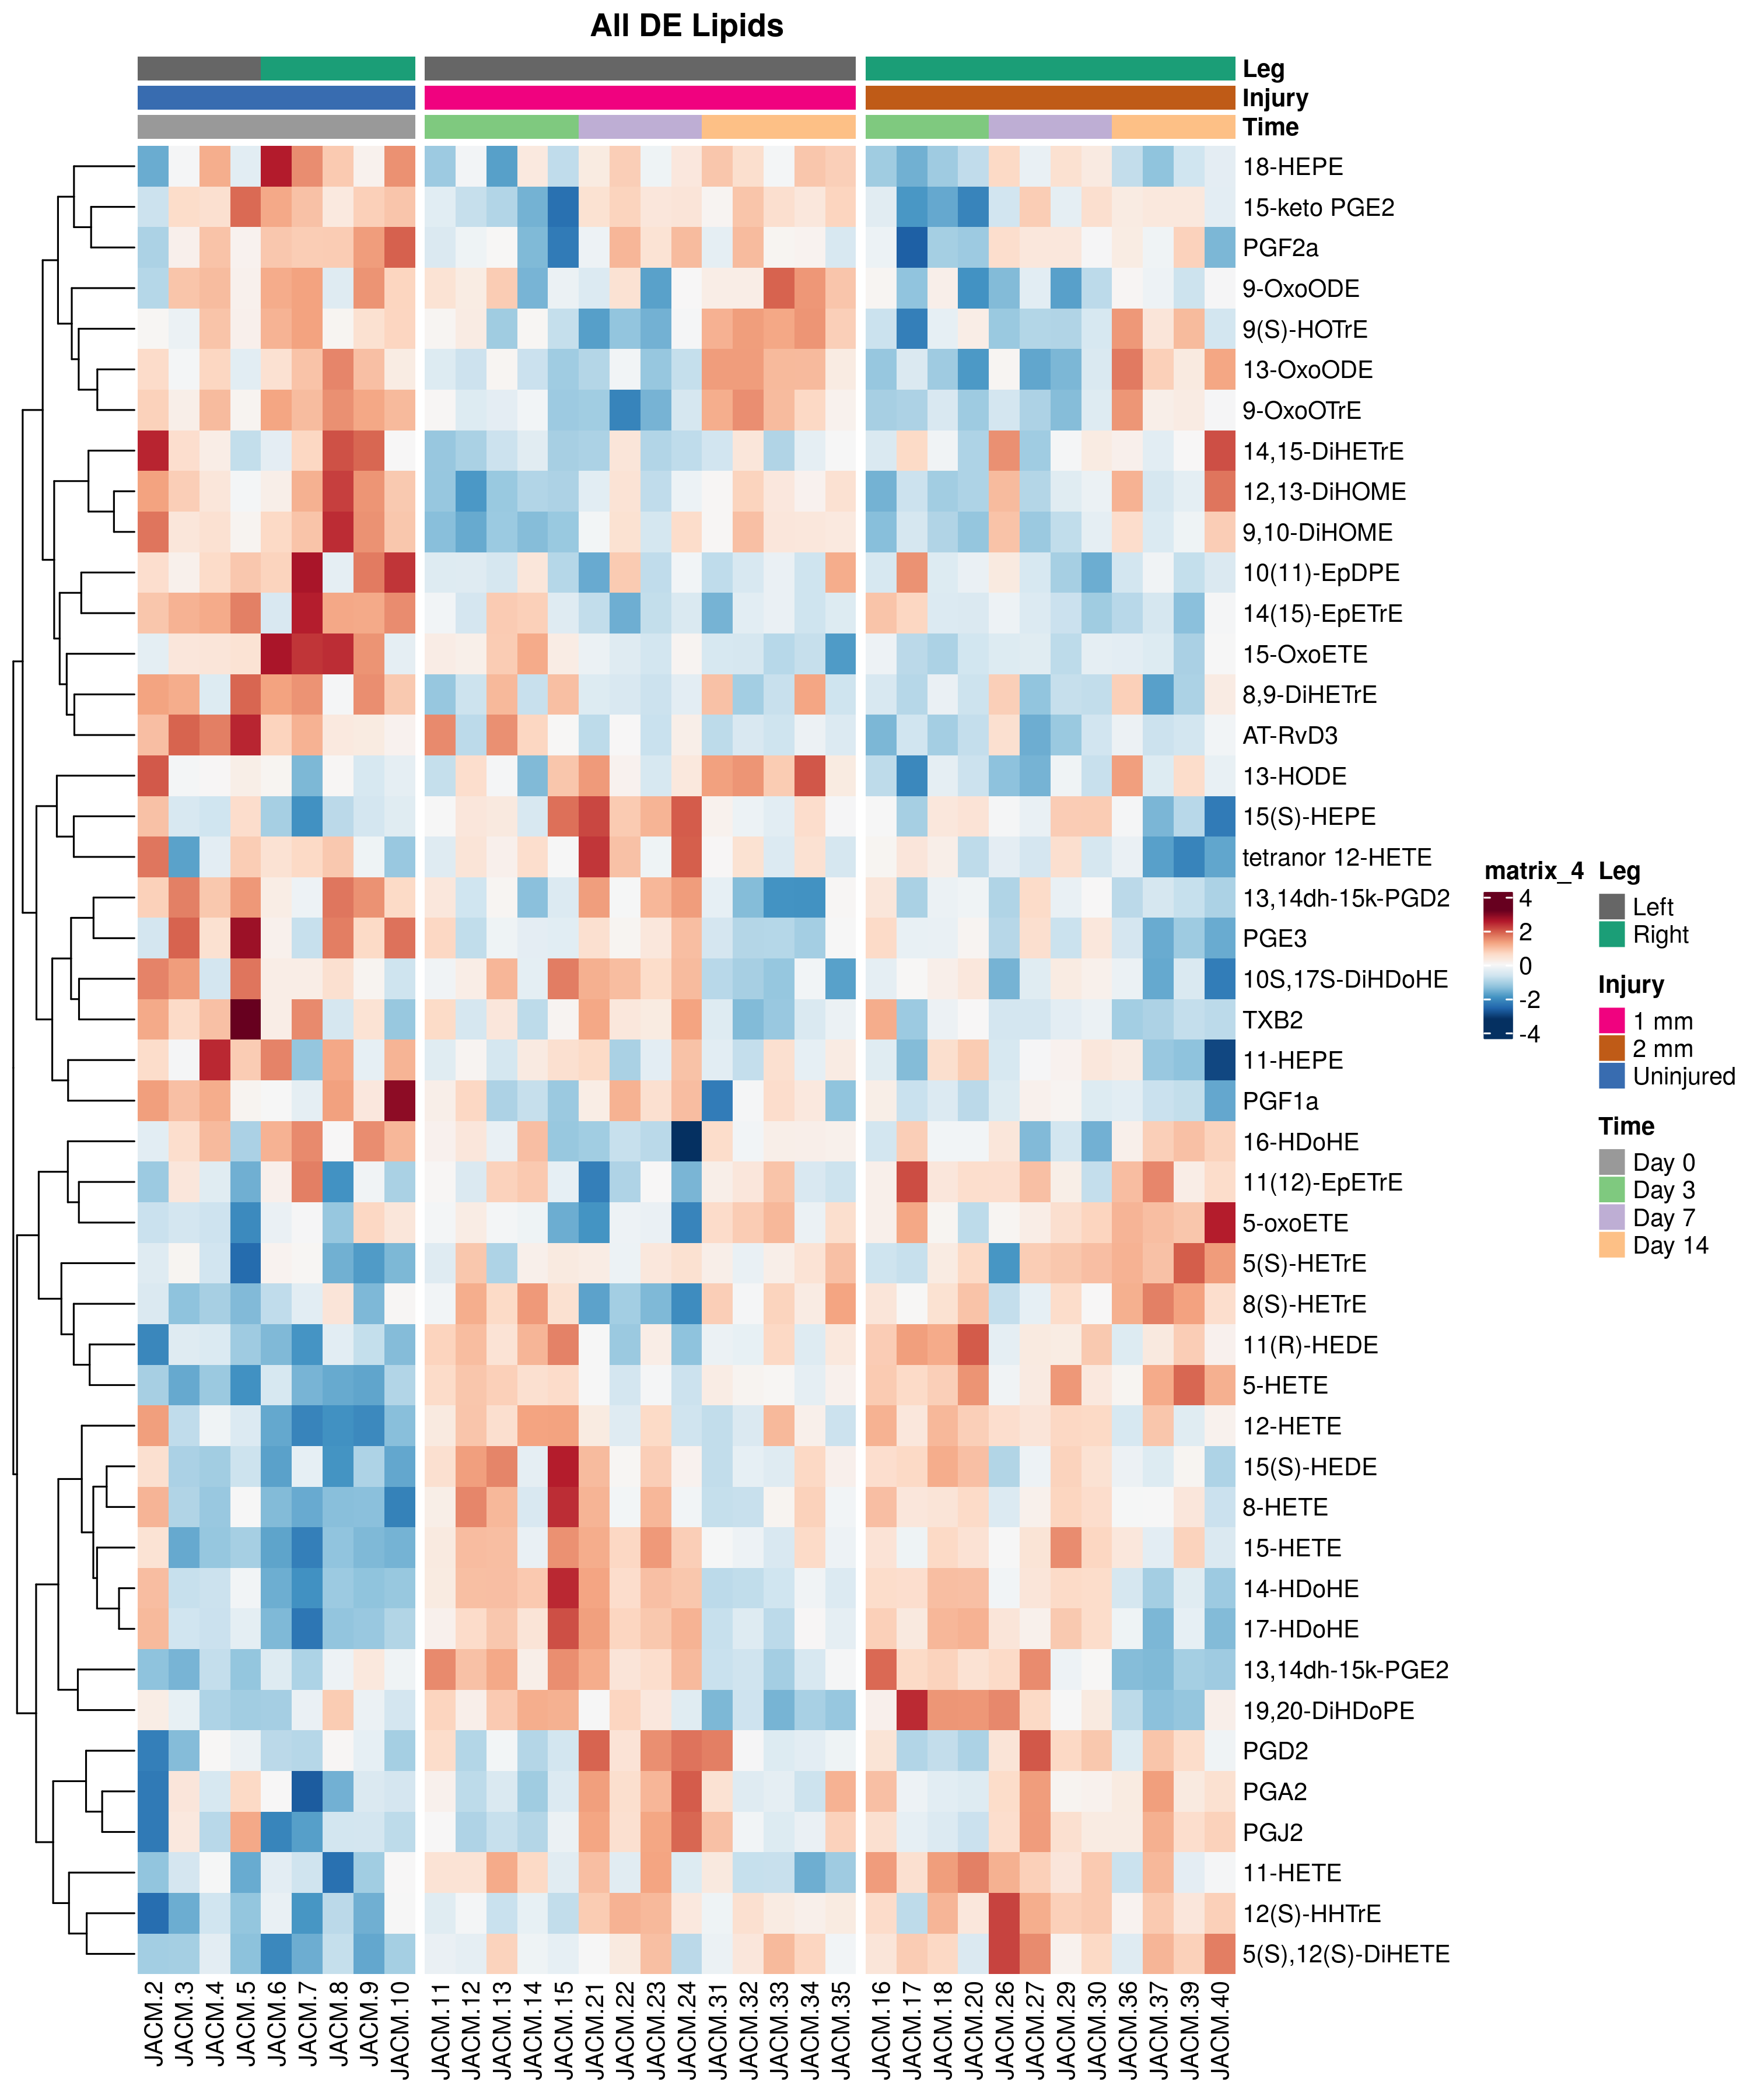 All DE Lipids
Leg
Injury
Time
18-HEPE
15-keto PGE2
PGF2a
9-OxoODE
9(S)-HOTrE
13-OxoODE
9-OxoOTrE
14,15-DiHETrE
12,13-DiHOME
9,10-DiHOME
10(11)-EpDPE
14(15)-EpETrE
15-OxoETE
8,9-DiHETrE
AT-RvD3
13-HODE
15(S)-HEPE
tetranor 12-HETE
13,14dh-15k-PGD2
PGE3
10S,17S-DiHDoHE
TXB2
11-HEPE
PGF1a
16-HDoHE
11(12)-EpETrE
5-oxoETE
5(S)-HETrE
8(S)-HETrE
11(R)-HEDE
5-HETE
12-HETE
15(S)-HEDE
8-HETE
15-HETE
14-HDoHE
17-HDoHE
13,14dh-15k-PGE2
19,20-DiHDoPE
PGD2
PGA2
PGJ2
11-HETE
12(S)-HHTrE
5(S),12(S)-DiHETE
JACM.2
JACM.3
JACM.4
JACM.5
JACM.6
JACM.7
JACM.8
JACM.9
JACM.10
JACM.11
JACM.12
JACM.13
JACM.14
JACM.15
JACM.21
JACM.22
JACM.23
JACM.24
JACM.31
JACM.32
JACM.33
JACM.34
JACM.35
JACM.16
JACM.17
JACM.18
JACM.20
JACM.26
JACM.27
JACM.29
JACM.30
JACM.36
JACM.37
JACM.39
JACM.40
matrix_4
4
2
0
-2
-4
Leg
Left
Right
Injury
1 mm
2 mm
Uninjured
Time
Day 0
Day 3
Day 7
Day 14